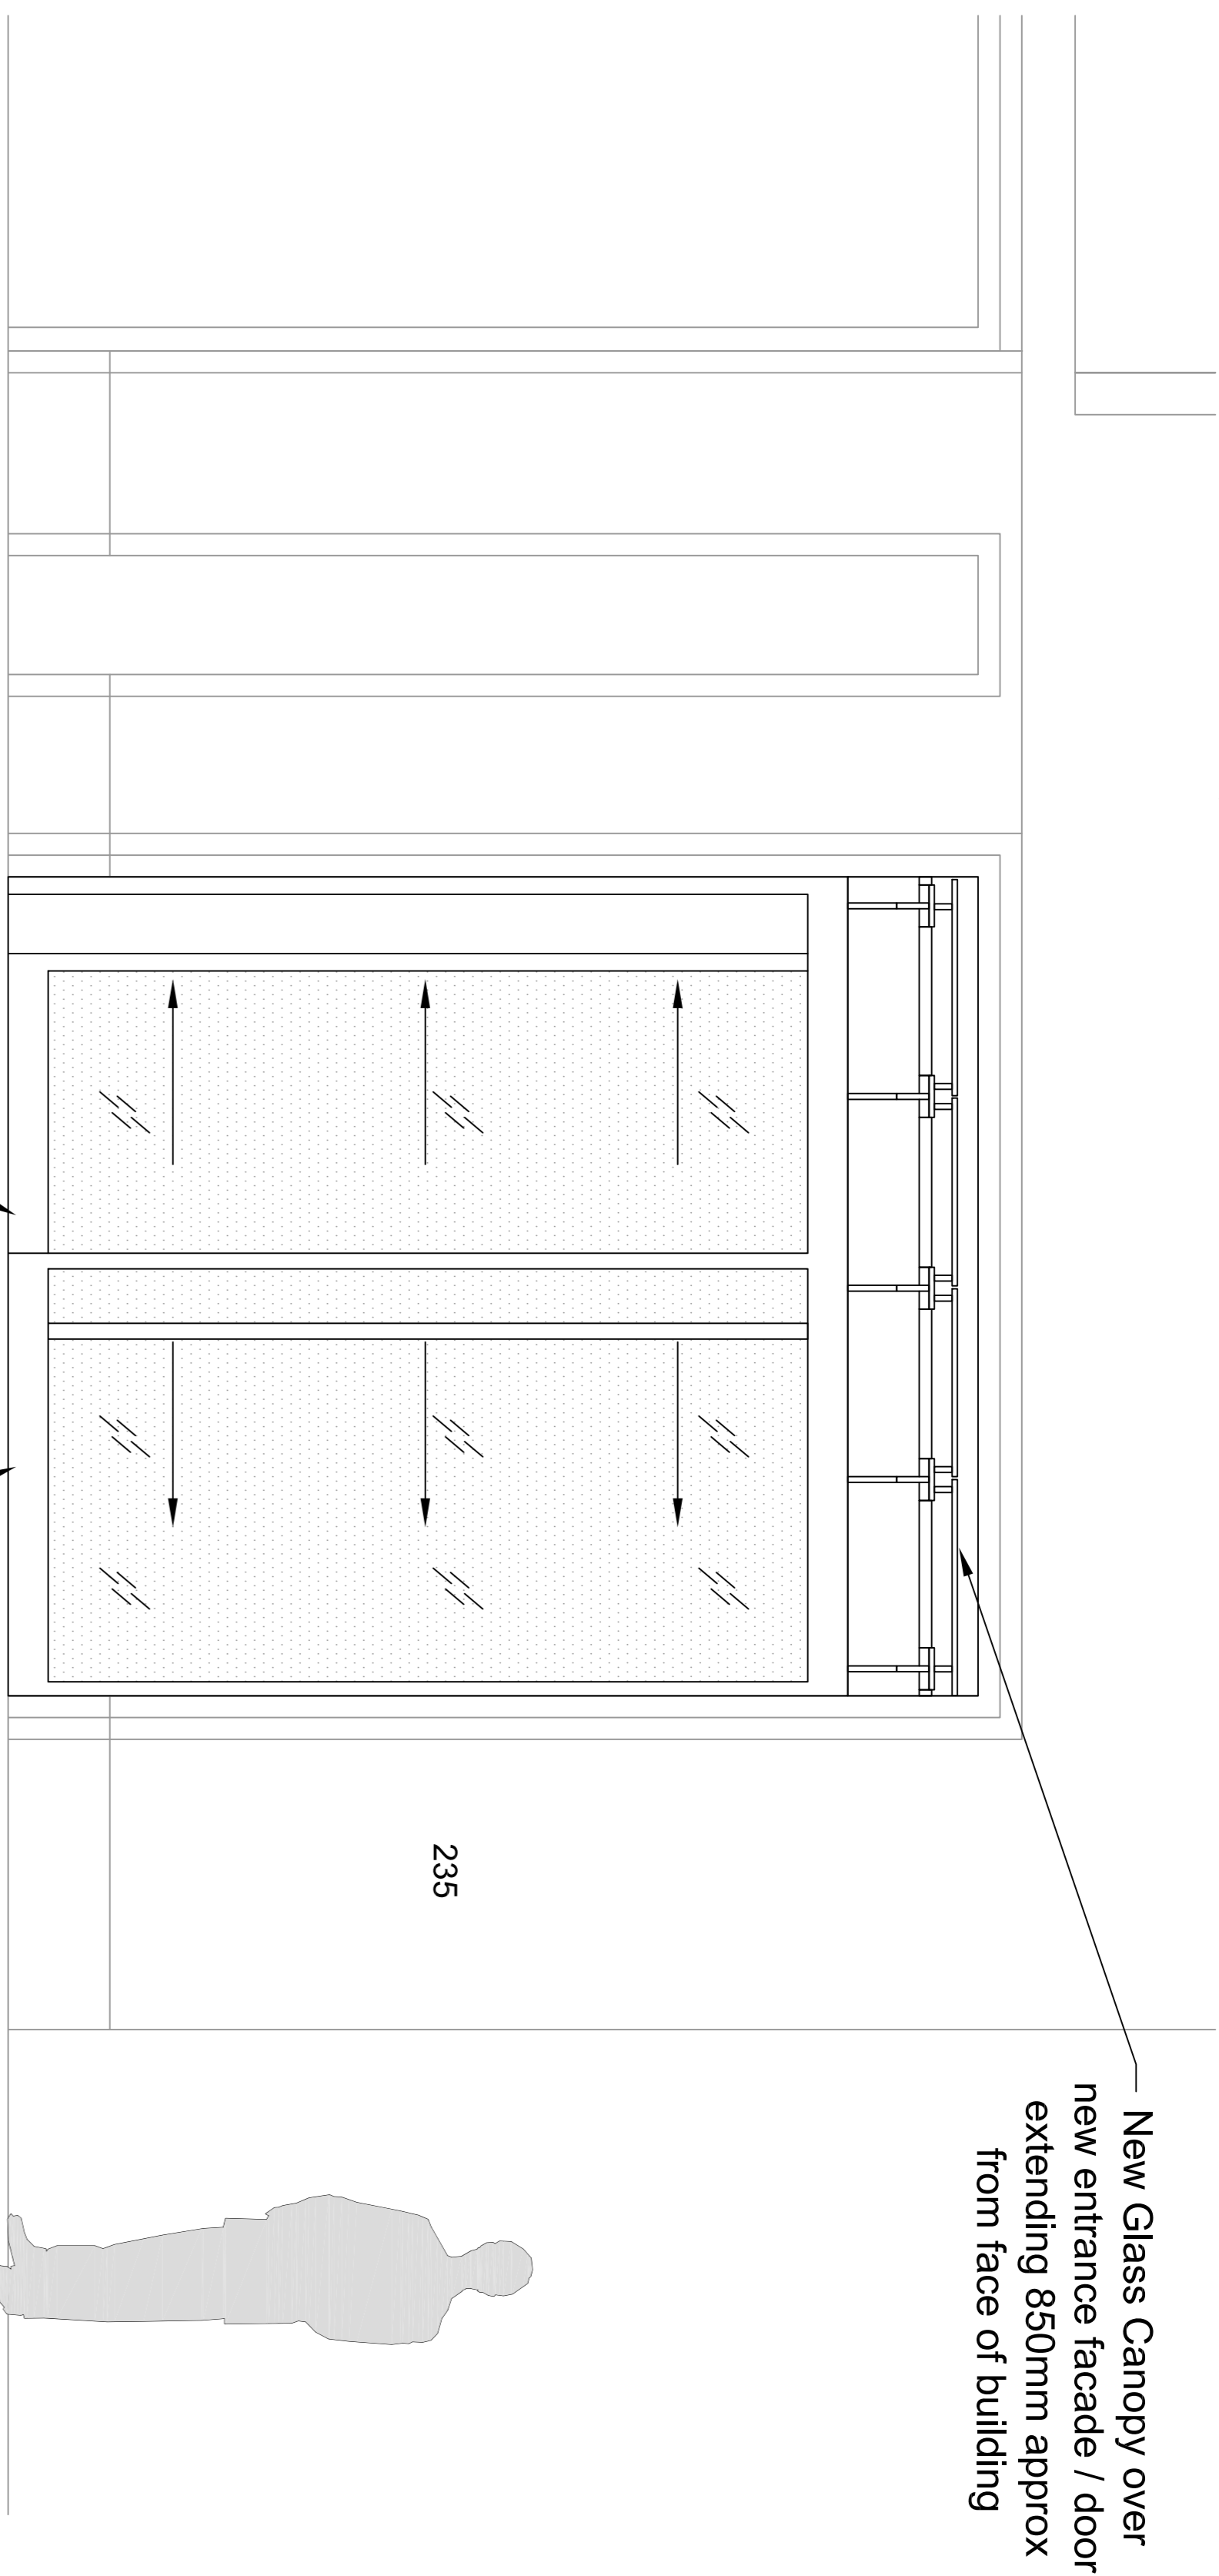 New Glass Canopy over
new entrance facade / door
extending 850mm approx
from face of building
235